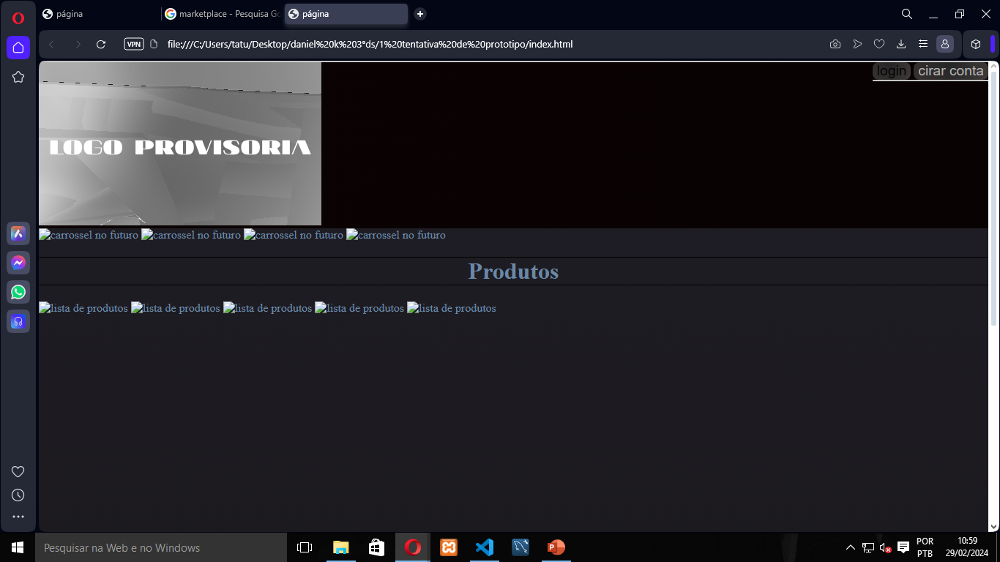 página
marketplace - Pesquisa Go
página
VPN
file:///C:/Users/tatu/Desktop/daniel%20k%203°ds/1%20tentativa%20de%20prototipo/index.html
login cirar conta
LOGO PROVISORIA
carrossel no futuro carrossel no futuro carrossel no futuro carrossel no futuro
Produtos
lista de produtos lista de produtos lista de produtos lista de produtos lista de produtos
Pesquisar na Web e no Windows
POR
PTB
10:59
29/02/2024